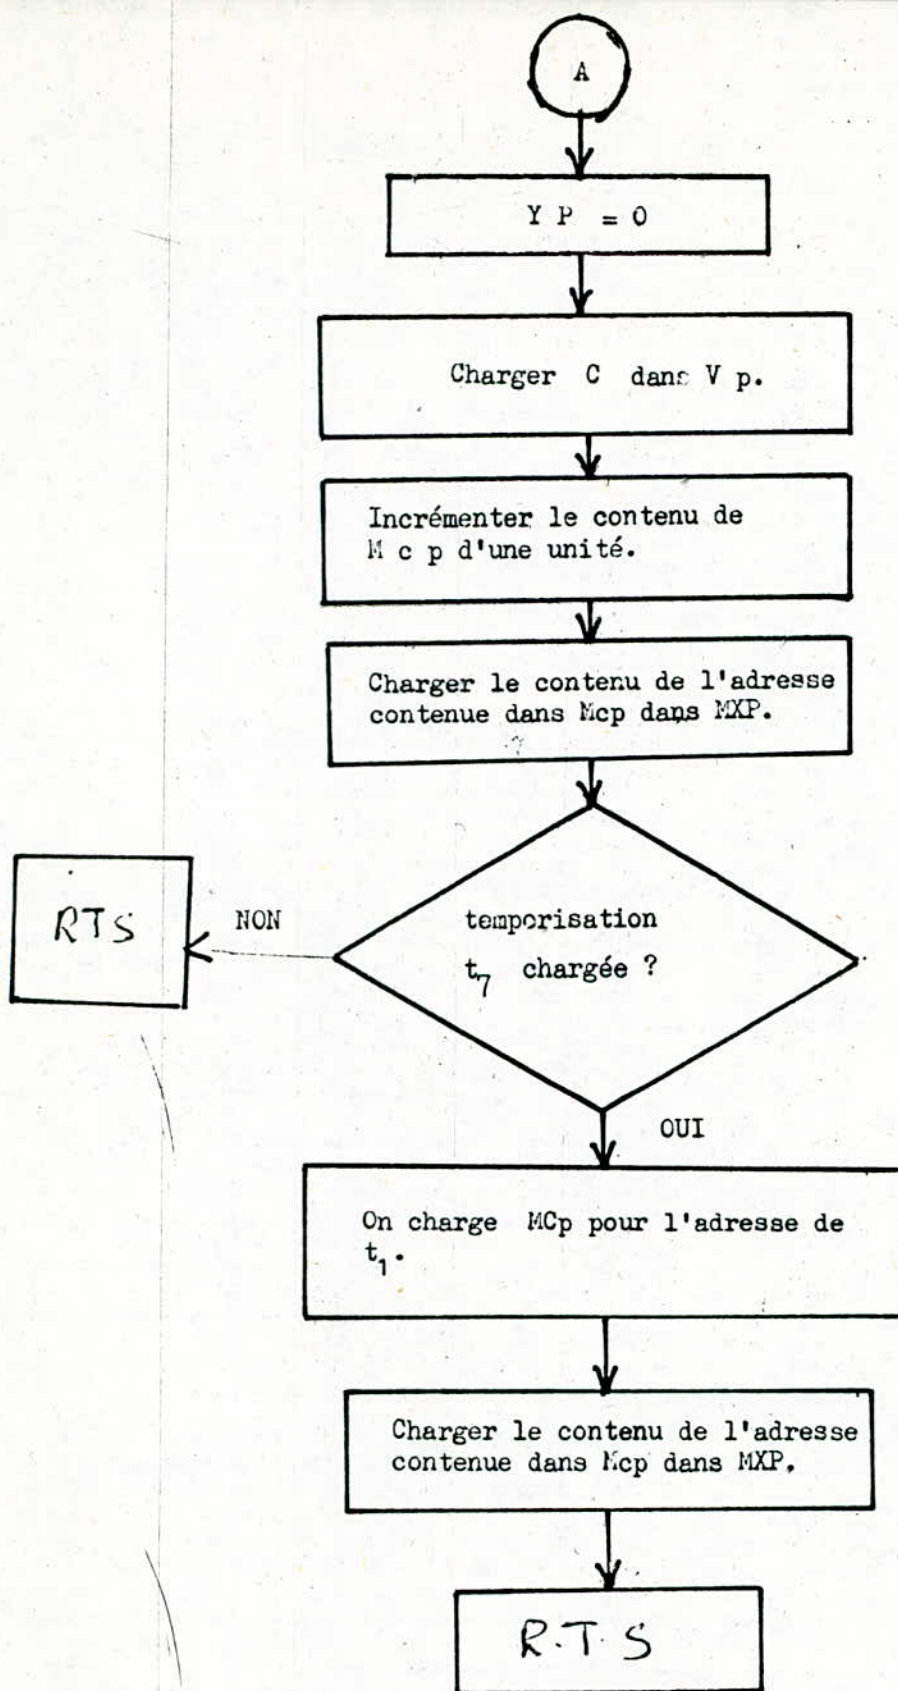 A
Y P = 0
Charger C dans V p.
Incrémenter le contenu de
M c p d'une unité.
Charger le contenu de l'adresse
contenue dans Mcp dans MXP.
temporisation
t7 chargée ?
NON
RTS
OUI
On charge MCp pour l'adresse de
t1.
Charger le contenu de l'adresse
contenue dans Mcp dans MXP.
R.T.S